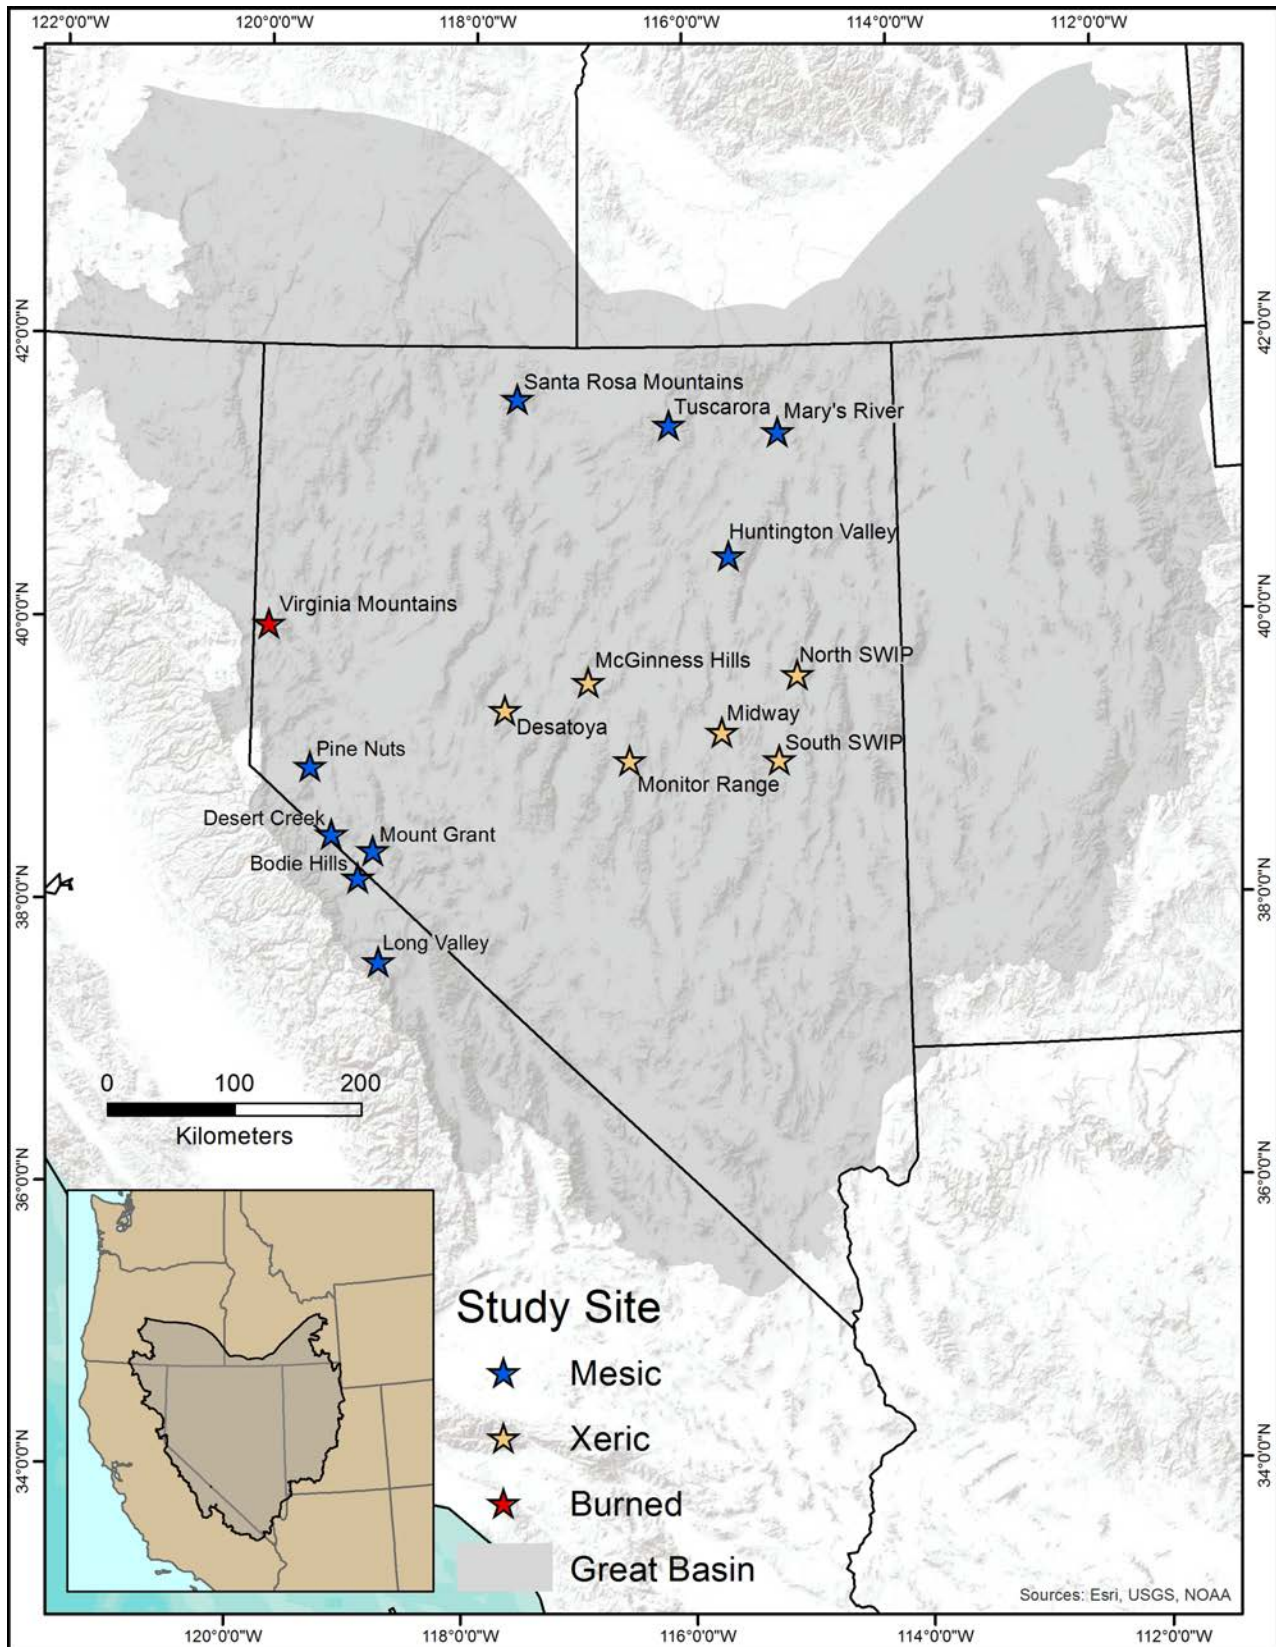 122°0'0"W 120°0'0"W 118°0'0"W 116°0'0"W 114°0'0"W 112°0'0"W
42°0'0"N
42°0'0"N
Santa Rosa Mountains
Tuscarora
Mary's River
Huntington Valley
40°0'0"N
40°0'0"N
Virginia Mountains
McGinness Hills
North SWIP
Desatoya
Midway
South SWIP
Monitor Range
Pine Nuts
Desert Creek
Mount Grant
Bodie Hills
38°0'0"N
38°0'0"N
Long Valley
0 100 200
Kilometers
36°0'0"N
36°0'0"N
Study Site
Mesic
Xeric
Burned
Great Basin
34°0'0"N
34°0'0"N
Sources: Esri, USGS, NOAA
120°0'0"W 118°0'0"W 116°0'0"W 114°0'0"W 112°0'0"W